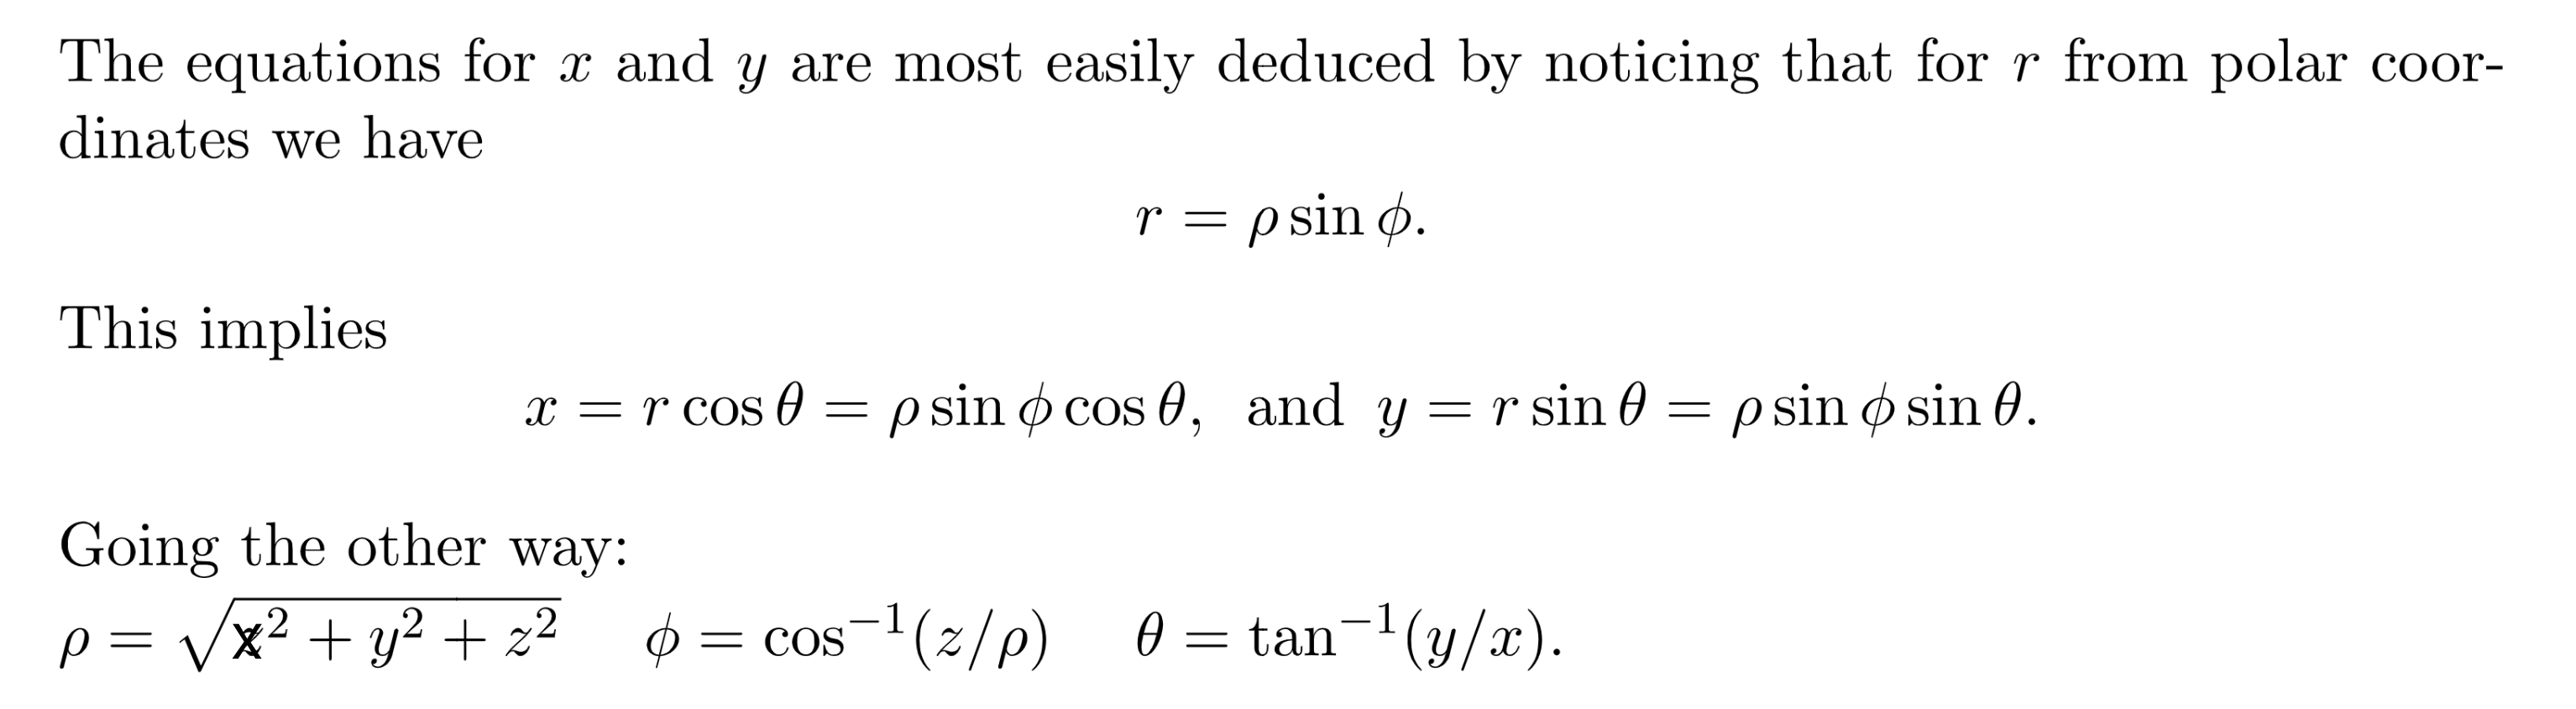 The equations for x and y are most easily deduced by noticing that for r from polar coor-
dinates we have
r = ρ sin ϕ.
This implies
x = r cos θ = ρ sin ϕ cos θ, and y = r sin θ = ρ sin ϕ sin θ.
Going the other way:
ρ = √(x² + y² + z²) ϕ = cos⁻¹(z/ρ) θ = tan⁻¹(y/x).